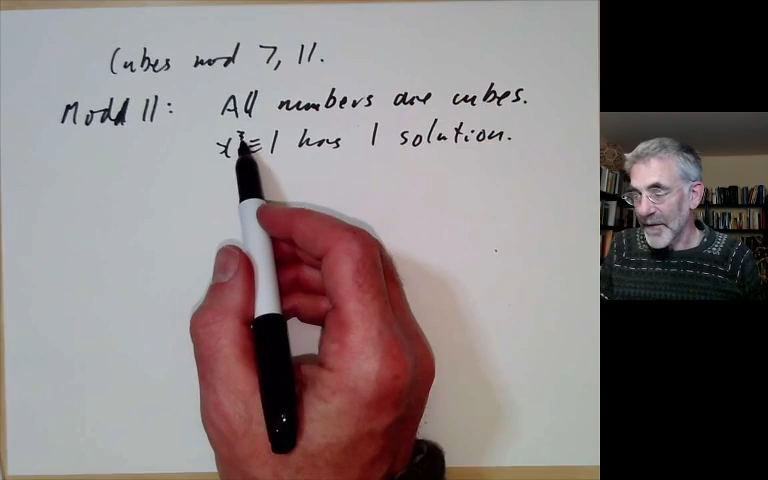 Cubes mod 7, 11.
Mod 11: All numbers are cubes.
x³≡1 has 1 solution.